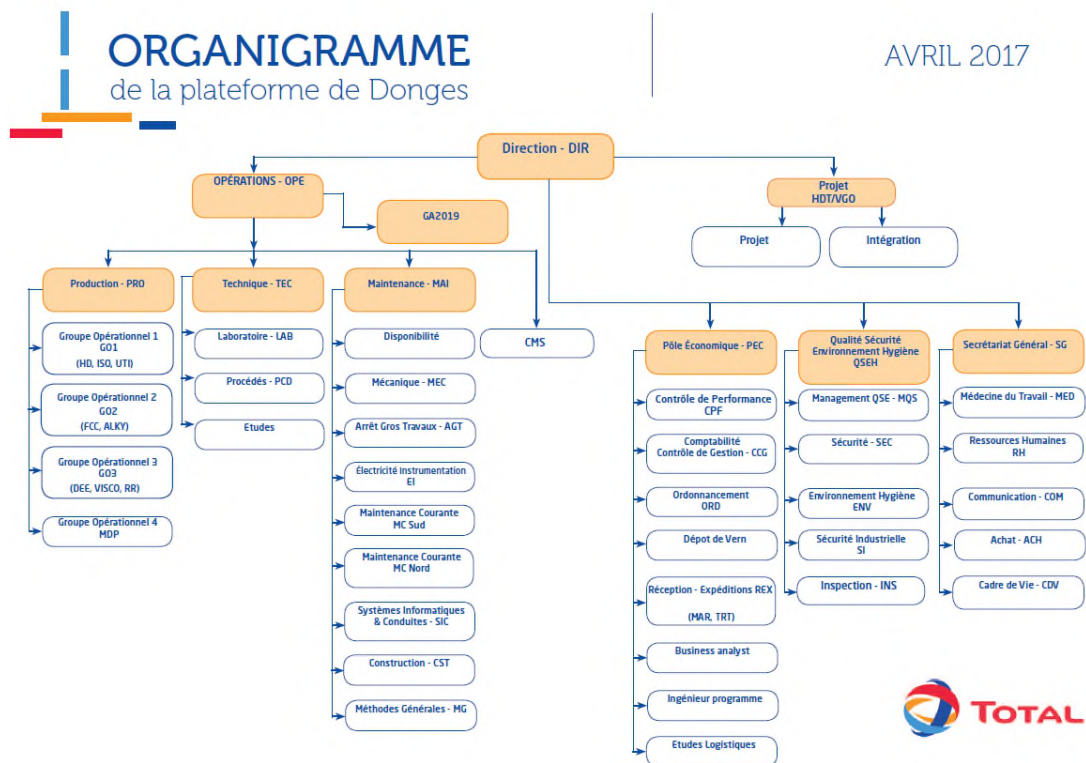 ORGANIGRAMME
de la plateforme de Donges
AVRIL 2017
Direction - DIR
OPÉRATIONS - OPE
GA2019
Projet
HDT/VGO
Projet
Intégration
Production - PRO
Groupe Opérationnel 1
GO1
(HD, ISO, UTI)
Groupe Opérationnel 2
GO2
(FCC, ALKY)
Groupe Opérationnel 3
GO3
(DEE, VISCO, RR)
Groupe Opérationnel 4
MDP
Technique - TEC
Laboratoire - LAB
Procédés - PCD
Etudes
Maintenance - MAI
Disponibilité
Mécanique - MEC
Arrêt Gros Travaux - AGT
Électricité Instrumentation
EI
Maintenance Courante
MC Sud
Maintenance Courante
MC Nord
Systèmes Informatiques
& Conduites - SIC
Construction - CST
Méthodes Générales - MG
CMS
Pôle Économique - PEC
Contrôle de Performance
CPF
Comptabilité
Contrôle de Gestion - CCG
Ordonnancement
ORD
Dépot de Vern
Réception - Expéditions REX
(MAR, TRT)
Business analyst
Ingénieur programme
Etudes Logistiques
Qualité Sécurité
Environnement Hygiène
QSEH
Management QSE - MQS
Sécurité - SEC
Environnement Hygiène
ENV
Sécurité Industrielle
SI
Inspection - INS
Secrétariat Général - SG
Médecine du Travail - MED
Ressources Humaines
RH
Communication - COM
Achat - ACH
Cadre de Vie - CDV
TOTAL